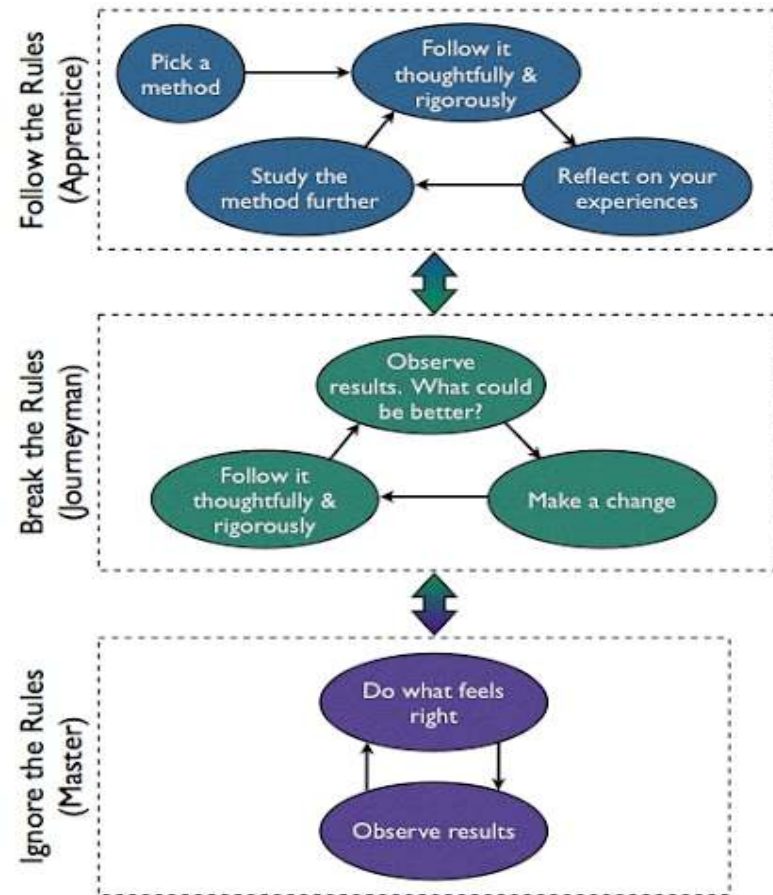 Follow the Rules
(Apprentice)
Pick a
method
Follow it
thoughtfully &
rigorously
Study the
method further
Reflect on your
experiences
Break the Rules
(Journeyman)
Observe
results. What could
be better?
Follow it
thoughtfully &
rigorously
Make a change
Ignore the Rules
(Master)
Do what feels
right
Observe results